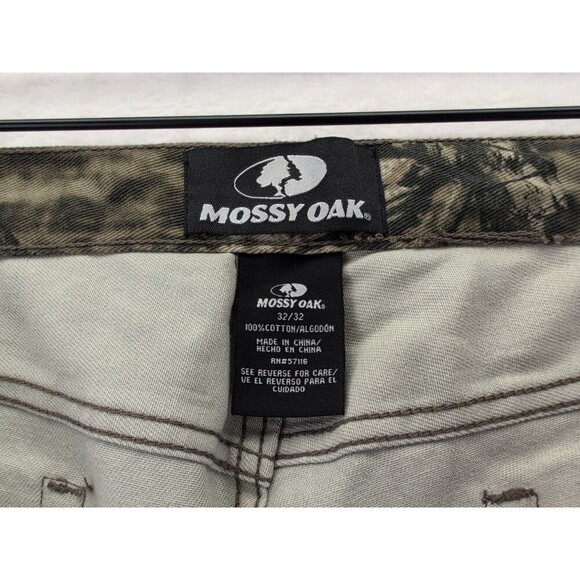 MOSSY OAK®
MOSSY OAK®
32/32
100%COTTON/ALGODÓN
MADE IN CHINA/
HECHO EN CHINA
RN#57116
SEE REVERSE FOR CARE/
VE EL REVERSO PARA EL
CUIDADO